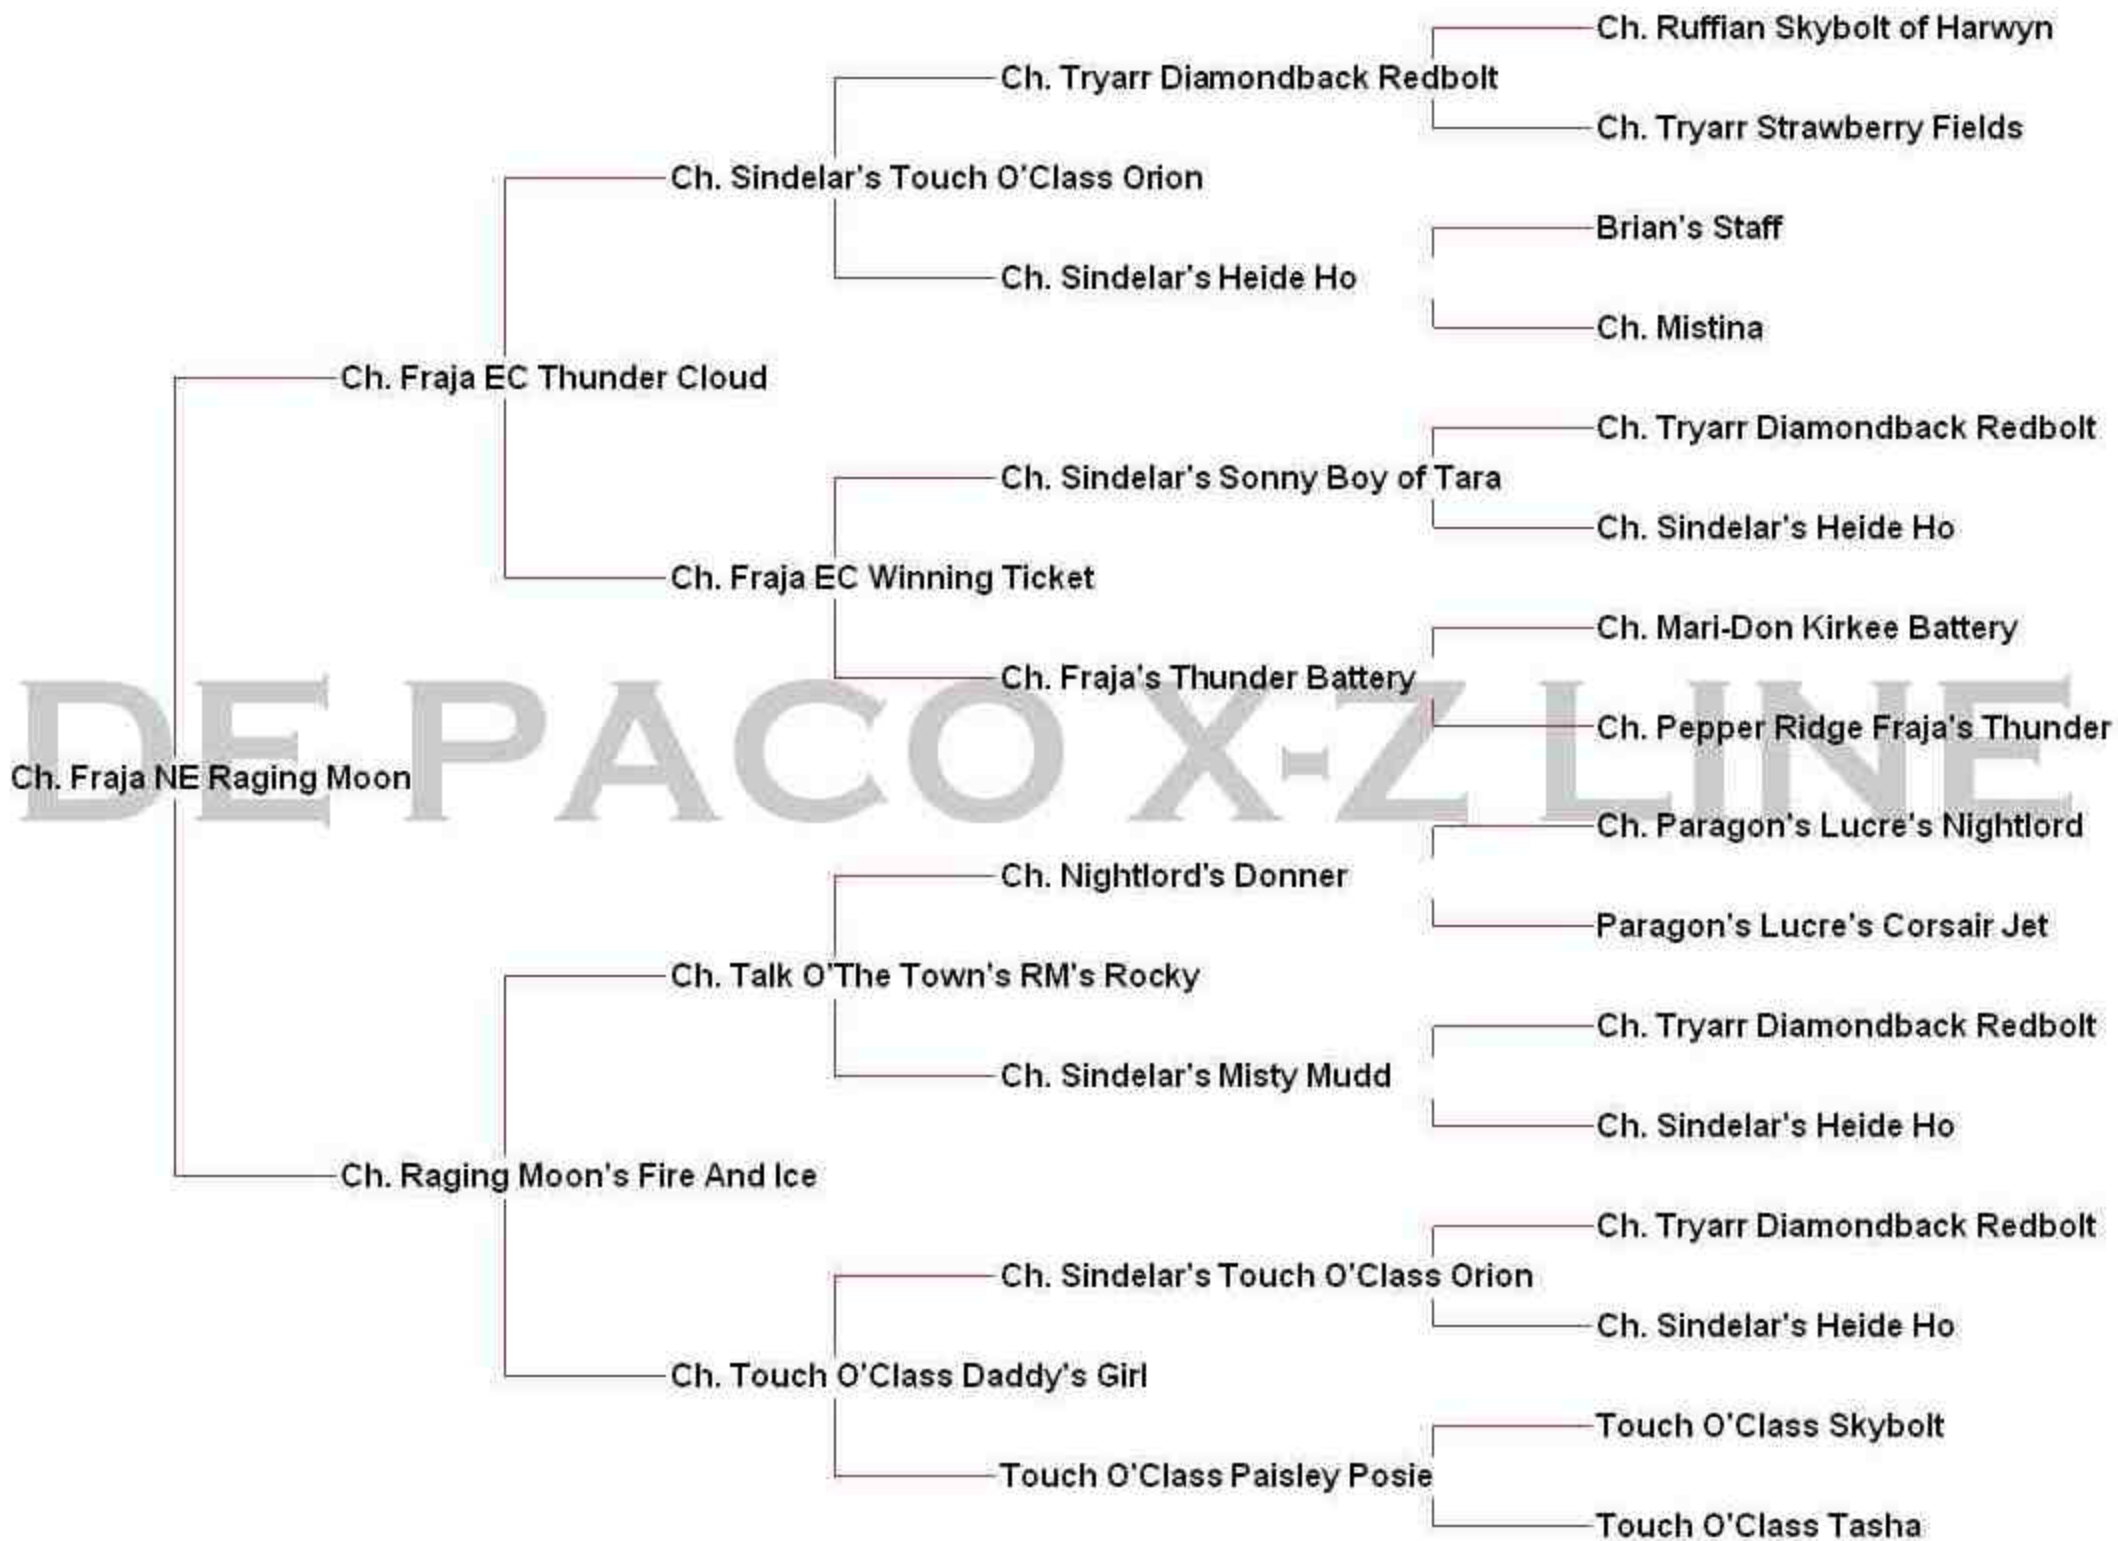 Ch. Ruffian Skybolt of Harwyn
Ch. Tryarr Diamondback Redbolt
Ch. Tryarr Strawberry Fields
Ch. Sindelar's Touch O'Class Orion
Brian's Staff
Ch. Sindelar's Heide Ho
Ch. Mistina
Ch. Fraja EC Thunder Cloud
Ch. Tryarr Diamondback Redbolt
Ch. Sindelar's Sonny Boy of Tara
Ch. Sindelar's Heide Ho
Ch. Fraja EC Winning Ticket
Ch. Mari-Don Kirkee Battery
Ch. Fraja's Thunder Battery
Ch. Pepper Ridge Fraja's Thunder
DE PACO X-Z LINE
Ch. Fraja NE Raging Moon
Ch. Paragon's Lucre's Nightlord
Ch. Nightlord's Donner
Paragon's Lucre's Corsair Jet
Ch. Talk O'The Town's RM's Rocky
Ch. Tryarr Diamondback Redbolt
Ch. Sindelar's Misty Mudd
Ch. Sindelar's Heide Ho
Ch. Raging Moon's Fire And Ice
Ch. Tryarr Diamondback Redbolt
Ch. Sindelar's Touch O'Class Orion
Ch. Sindelar's Heide Ho
Ch. Touch O'Class Daddy's Girl
Touch O'Class Skybolt
Touch O'Class Paisley Posie
Touch O'Class Tasha